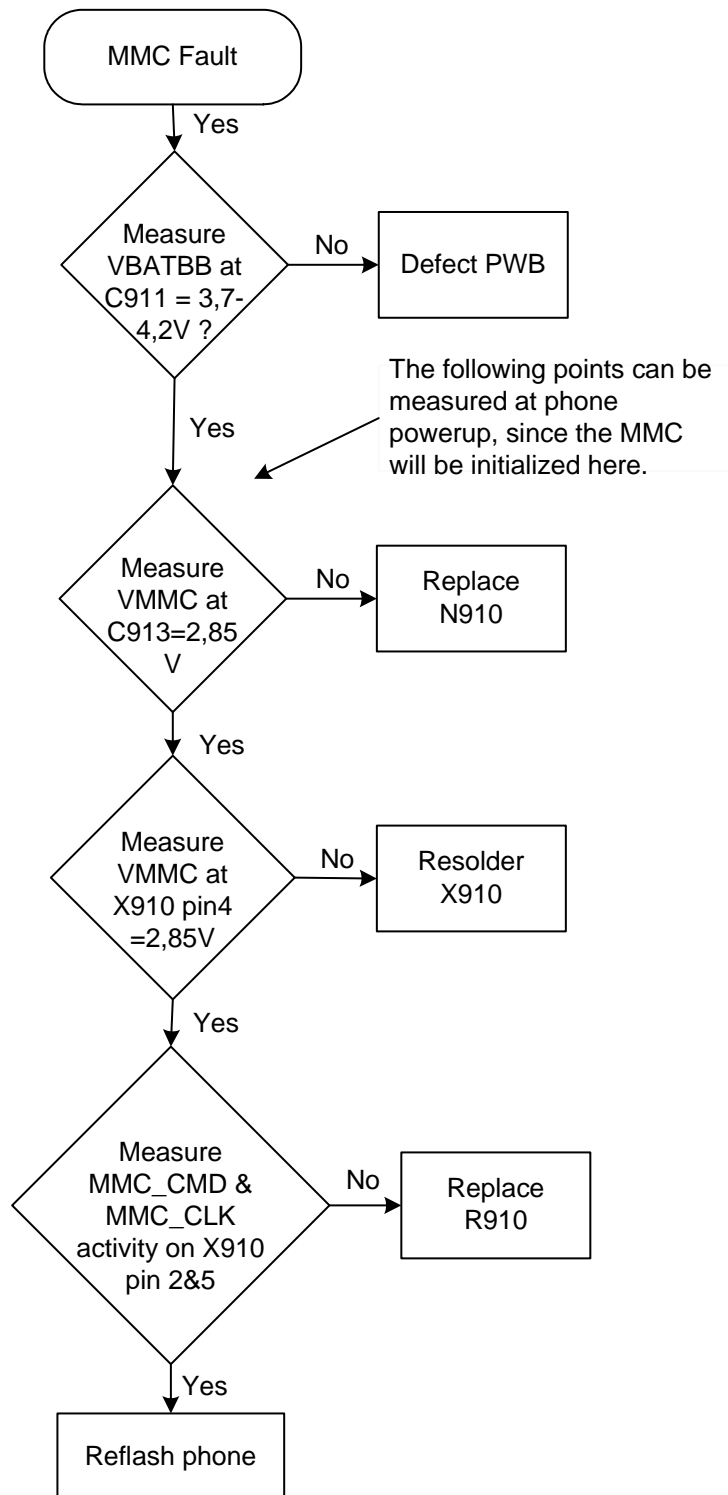 MMC Fault
Yes
Measure
VBATBB at
C911 = 3,7-
4,2V ?
No
Defect PWB
Yes
The following points can be
measured at phone
powerup, since the MMC
will be initialized here.
Measure
VMMC at
C913=2,85
V
No
Replace
N910
Yes
Measure
VMMC at
X910 pin4
=2,85V
No
Resolder
X910
Yes
Measure
MMC_CMD &
MMC_CLK
activity on X910
pin 2&5
No
Replace
R910
Yes
Reflash phone